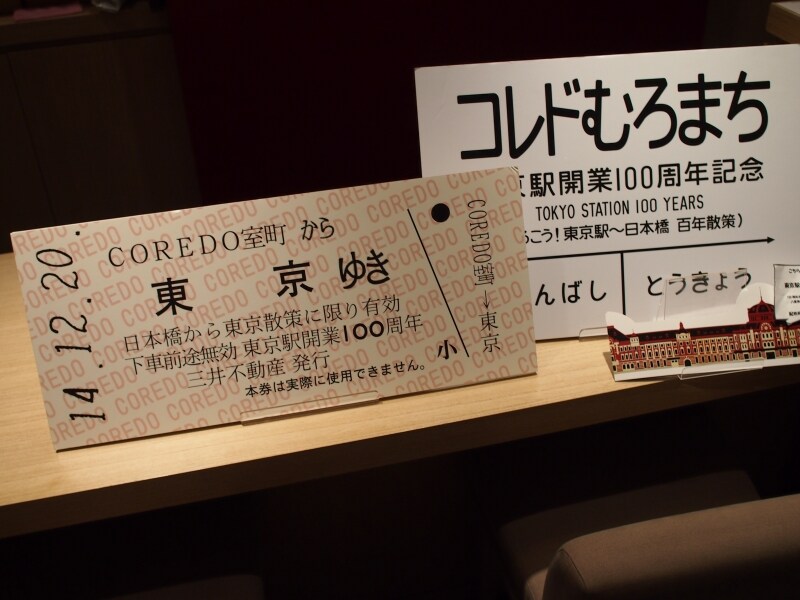 14.12.20.
COREDO室町 から
東 京 ゆき
日本橋から東京散策に限り有効
下車前途無効 東京駅開業100周年
三井不動産 発行
本券は実際に使用できません。
小
COREDO室町→東京
コレドむろまち
駅開業100周年記念
TOKYO STATION 100 YEARS
こう!東京駅〜日本橋 百年散策)
んばし
とうきょう